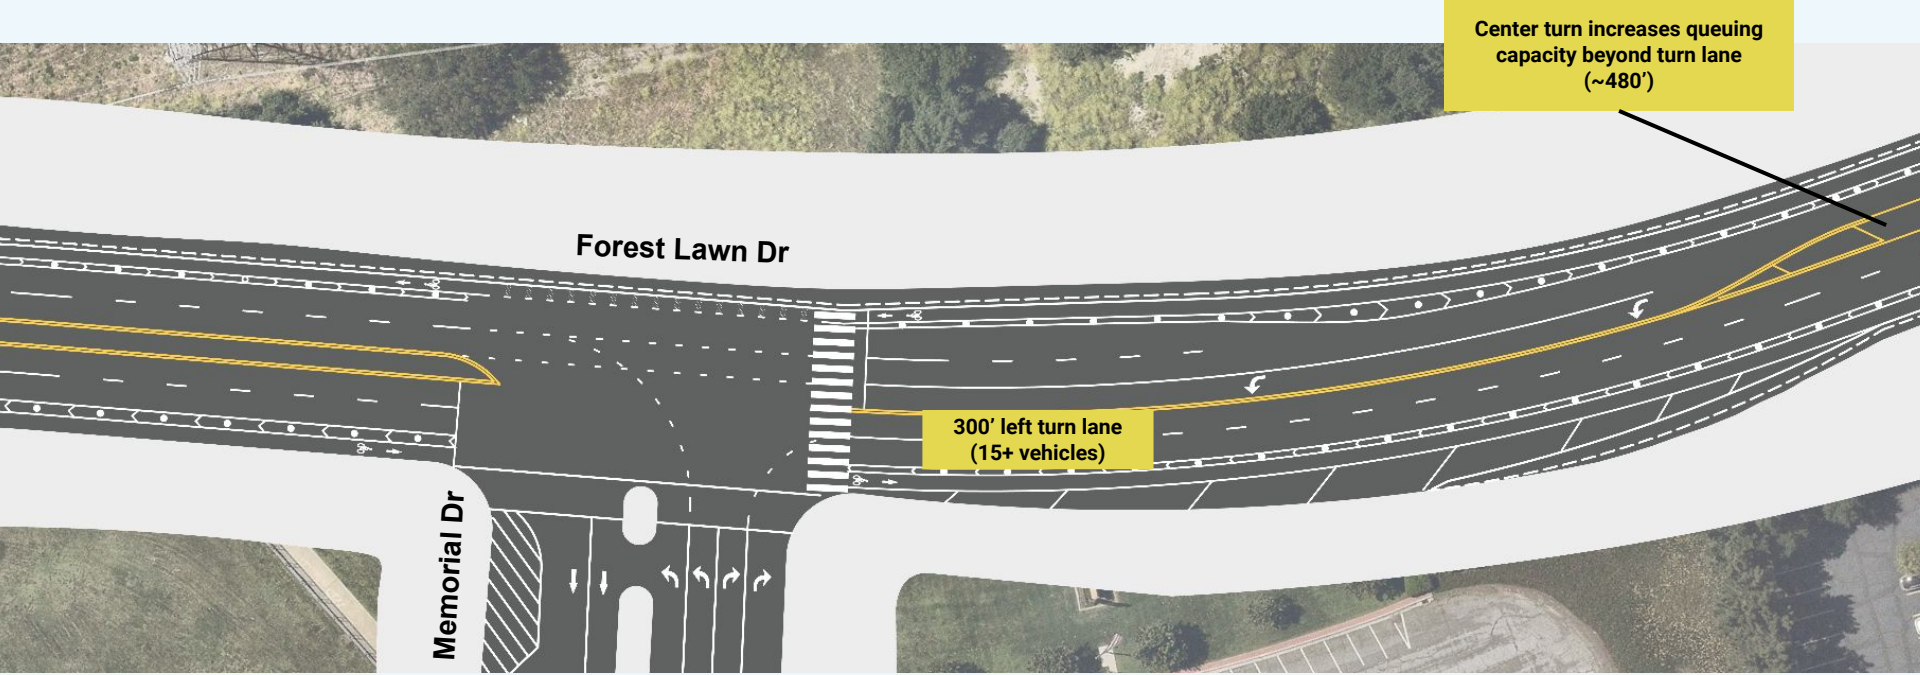 Center turn increases queuing
capacity beyond turn lane
(~480’)
Forest Lawn Dr
300’ left turn lane
(15+ vehicles)
Memorial Dr